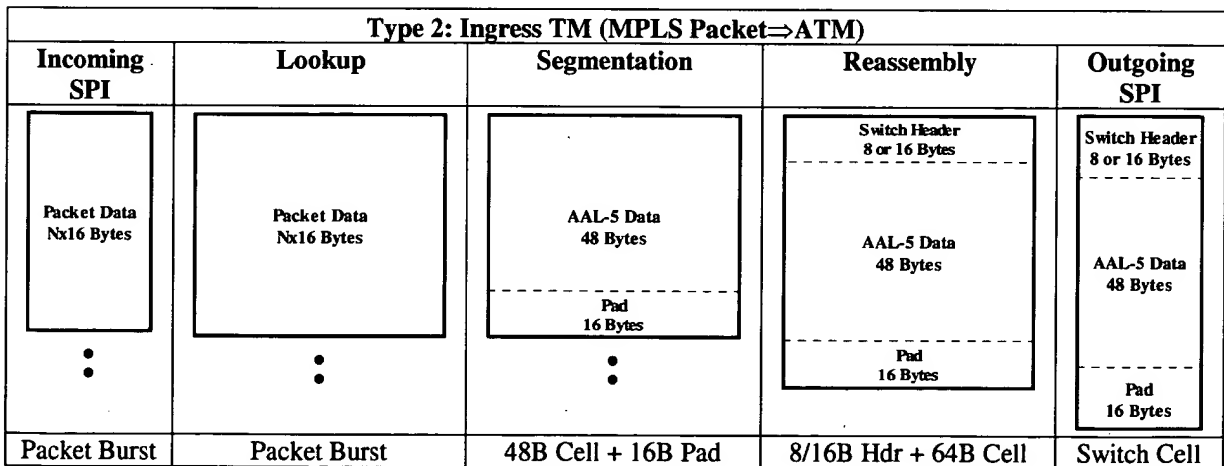 Type 2: Ingress TM (MPLS Packet⇒ATM)
Incoming
SPI
Lookup
Segmentation
Reassembly
Outgoing
SPI
Packet Data
Nx16 Bytes
Packet Data
Nx16 Bytes
AAL-5 Data
48 Bytes
Pad
16 Bytes
Switch Header
8 or 16 Bytes
AAL-5 Data
48 Bytes
Pad
16 Bytes
Switch Header
8 or 16 Bytes
AAL-5 Data
48 Bytes
Pad
16 Bytes
Packet Burst
Packet Burst
48B Cell + 16B Pad
8/16B Hdr + 64B Cell
Switch Cell